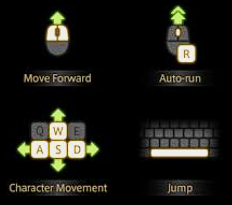 R
Move Forward
Auto-run
Q W E
A S D
Character Movement
Jump